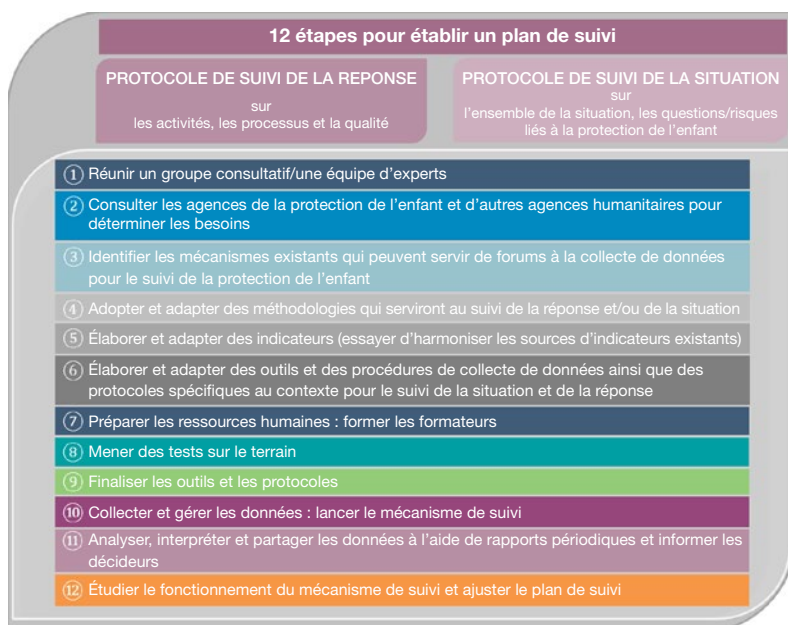 12 étapes pour établir un plan de suivi
PROTOCOLE DE SUIVI DE LA REPONSE
sur
les activités, les processus et la qualité
PROTOCOLE DE SUIVI DE LA SITUATION
sur
l'ensemble de la situation, les questions/risques
liés à la protection de l'enfant
1 Réunir un groupe consultatif/une équipe d'experts
2 Consulter les agences de la protection de l'enfant et d'autres agences humanitaires pour
déterminer les besoins
3 Identifier les mécanismes existants qui peuvent servir de forums à la collecte de données
pour le suivi de la protection de l'enfant
4 Adopter et adapter des méthodologies qui serviront au suivi de la réponse et/ou de la situation
5 Élaborer et adapter des indicateurs (essayer d'harmoniser les sources d'indicateurs existants)
6 Élaborer et adapter des outils et des procédures de collecte de données ainsi que des
protocoles spécifiques au contexte pour le suivi de la situation et de la réponse
7 Préparer les ressources humaines : former les formateurs
8 Mener des tests sur le terrain
9 Finaliser les outils et les protocoles
10 Collecter et gérer les données : lancer le mécanisme de suivi
11 Analyser, interpréter et partager les données à l'aide de rapports périodiques et informer les
décideurs
12 Étudier le fonctionnement du mécanisme de suivi et ajuster le plan de suivi